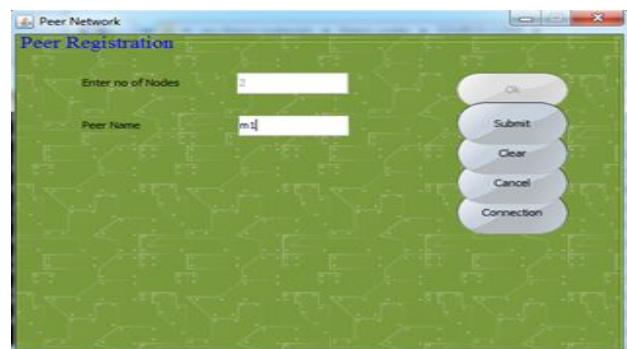 Peer Network
Peer Registration
Enter no of Nodes 2
Ok
Peer Name m1
Submit
Clear
Cancel
Connection